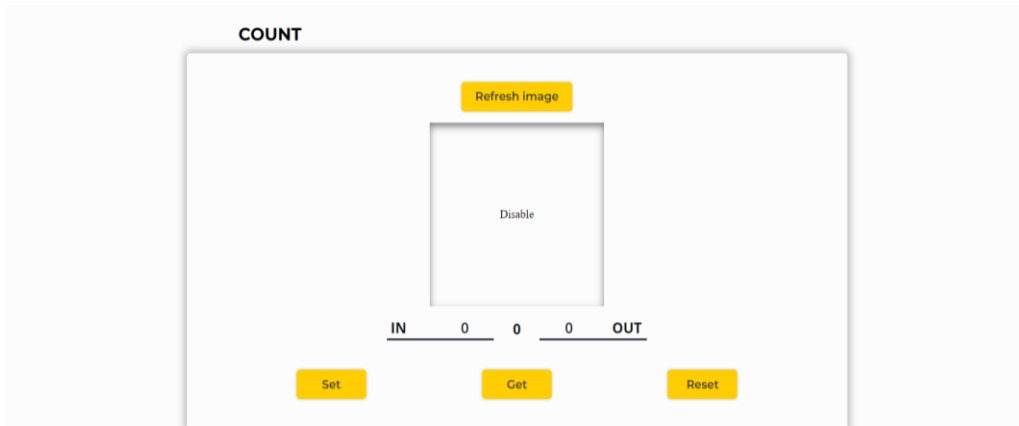 COUNT
Refresh image
Disable
IN 0 0 0 OUT
Set Get Reset